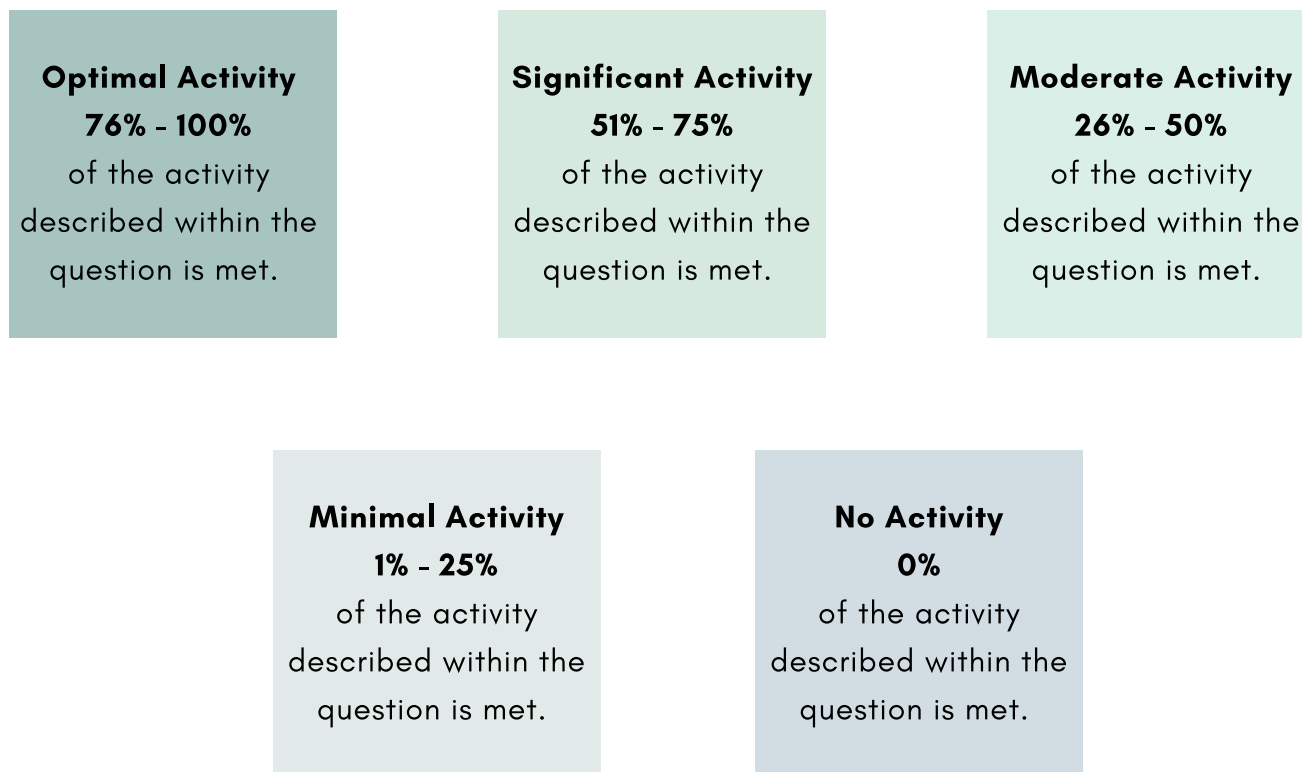 Optimal Activity
76% - 100%
of the activity
described within the
question is met.
Significant Activity
51% - 75%
of the activity
described within the
question is met.
Moderate Activity
26% - 50%
of the activity
described within the
question is met.
Minimal Activity
1% - 25%
of the activity
described within the
question is met.
No Activity
0%
of the activity
described within the
question is met.